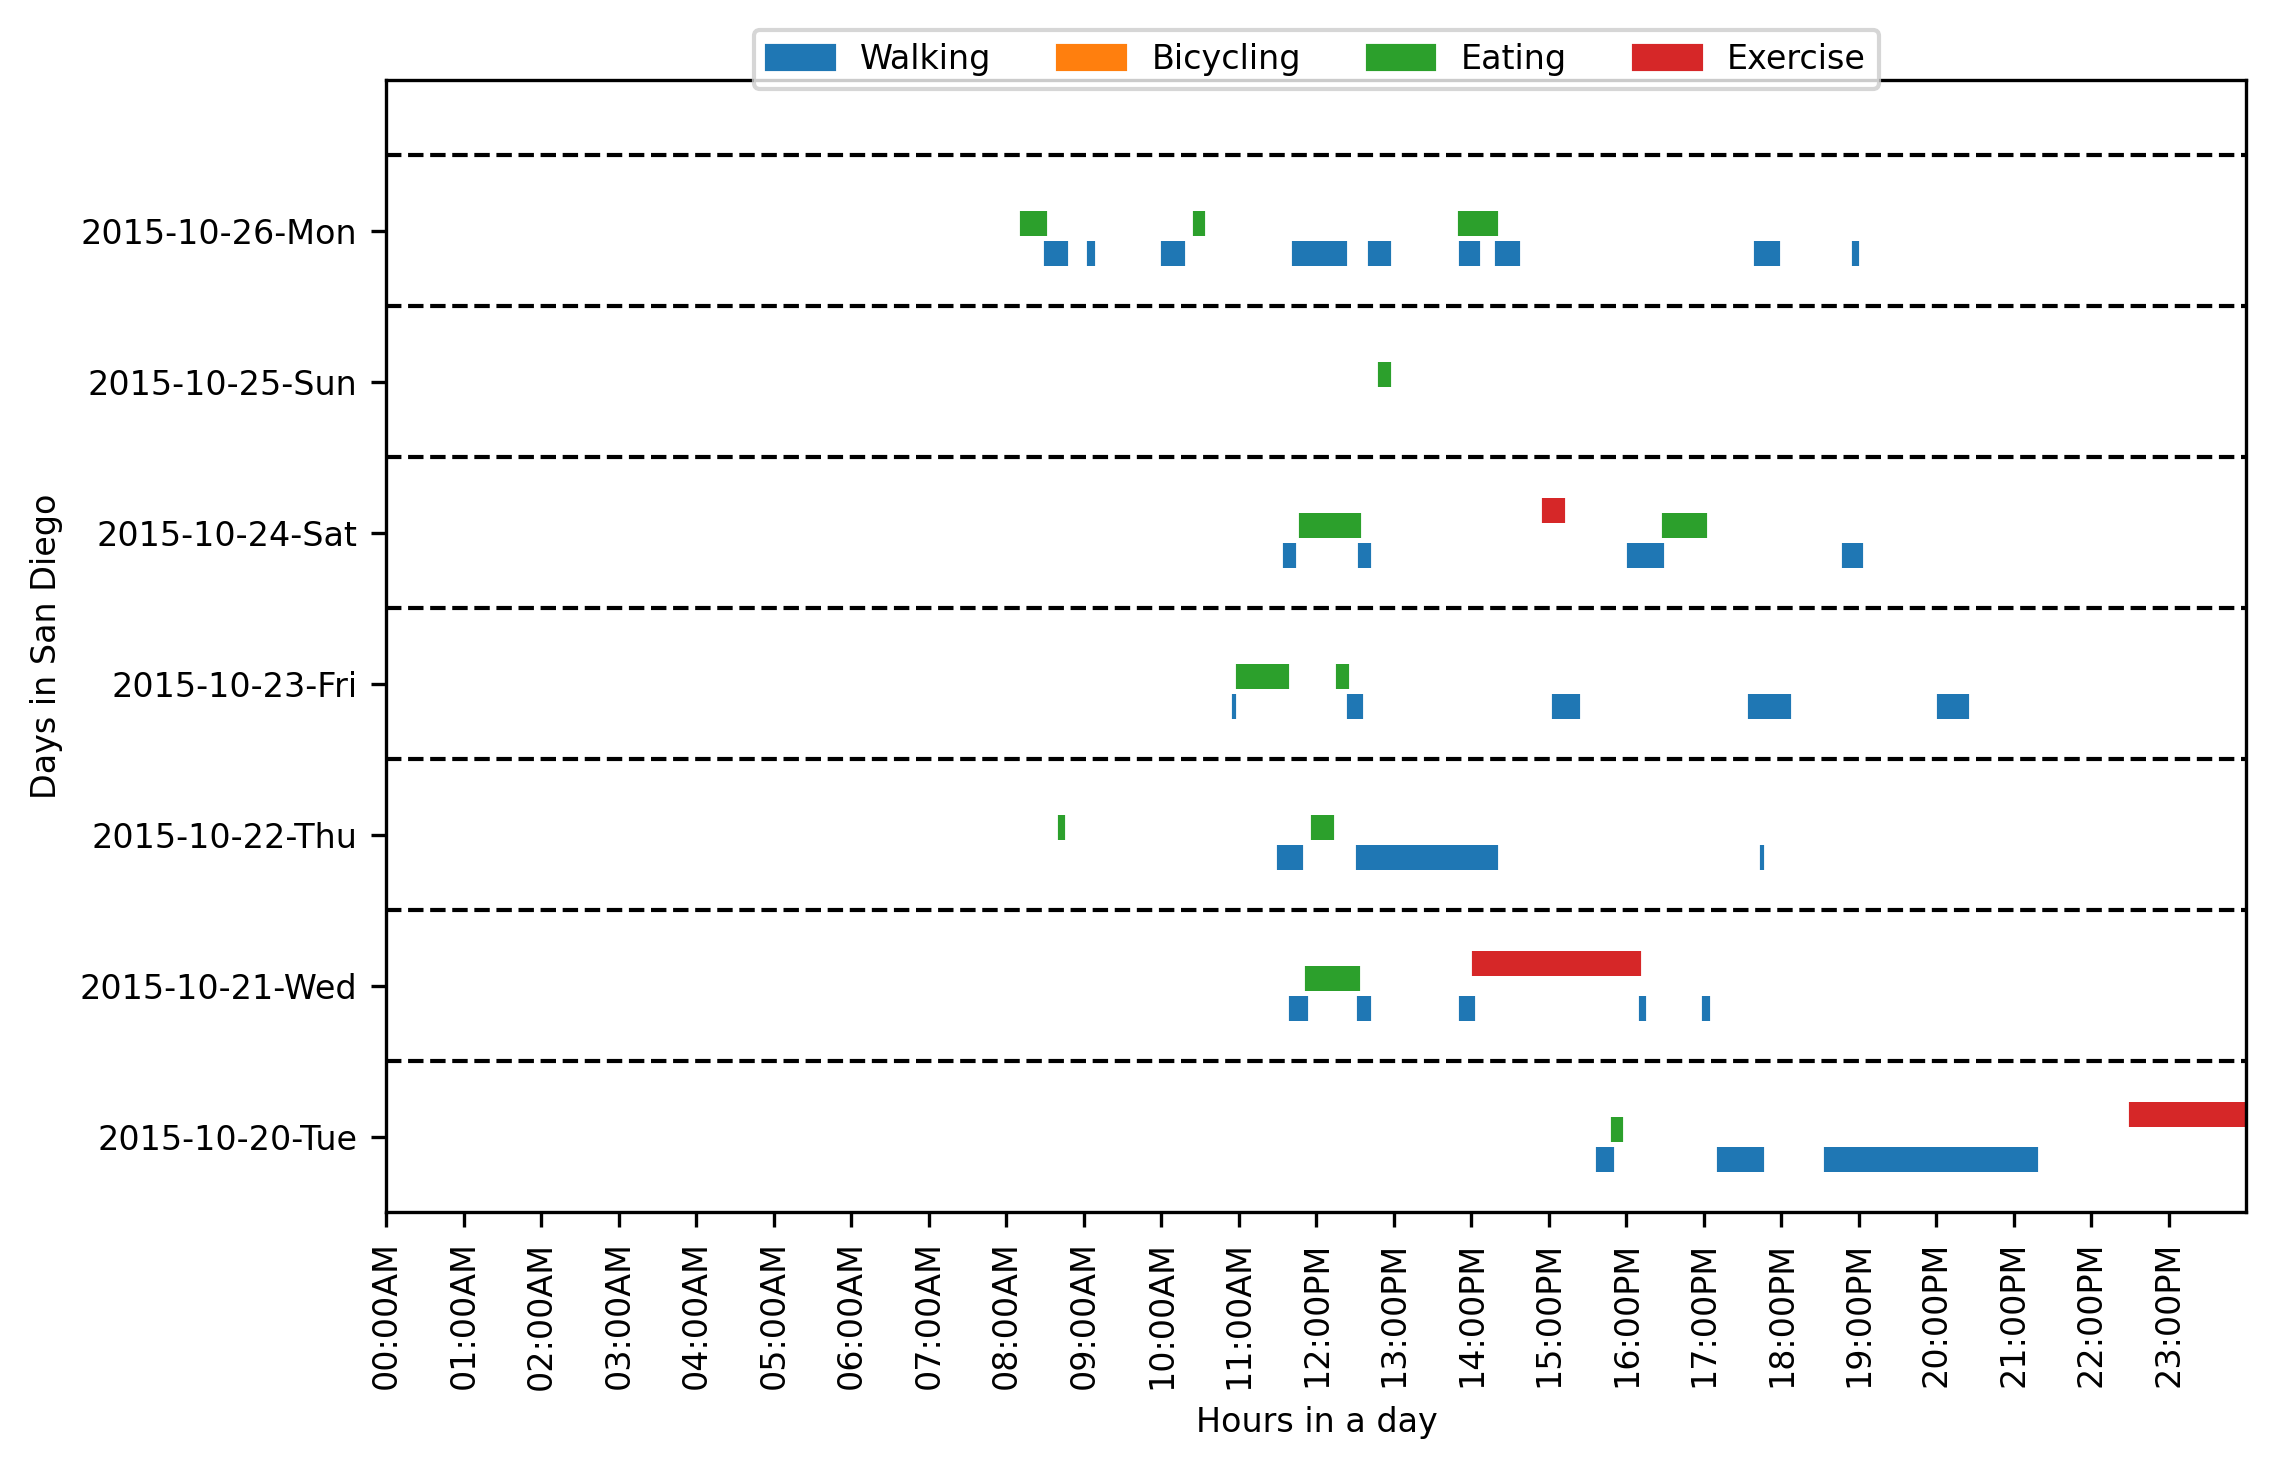 Walking Bicycling Eating Exercise
Days in San Diego
2015-10-26-Mon
2015-10-25-Sun
2015-10-24-Sat
2015-10-23-Fri
2015-10-22-Thu
2015-10-21-Wed
2015-10-20-Tue
00:00AM
01:00AM
02:00AM
03:00AM
04:00AM
05:00AM
06:00AM
07:00AM
08:00AM
09:00AM
10:00AM
11:00AM
12:00PM
13:00PM
14:00PM
15:00PM
16:00PM
17:00PM
18:00PM
19:00PM
20:00PM
21:00PM
22:00PM
23:00PM
Hours in a day